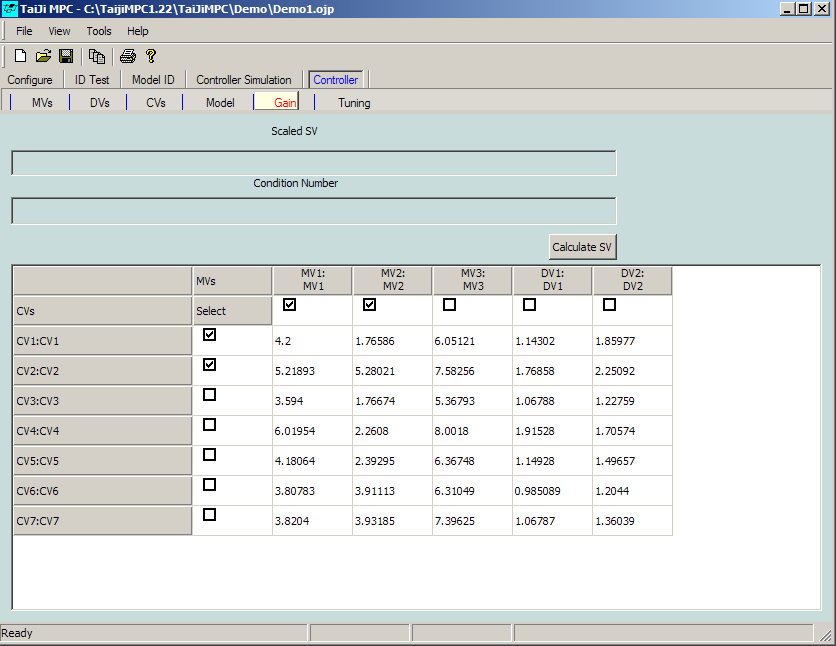 TaiJi MPC - C:\TaijiMPC1.22\TaiJiMPC\Demo\Demo1.ojp
File View Tools Help
Configure ID Test Model ID Controller Simulation Controller
MVs DVs CVs Model Gain Tuning
Scaled SV
Condition Number
Calculate SV
MVs MV1: MV1 MV2: MV2 MV3: MV3 DV1: DV1 DV2: DV2
CVs Select
CV1:CV1 4.2 1.76586 6.05121 1.14302 1.85977
CV2:CV2 5.21893 5.28021 7.58256 1.76858 2.25092
CV3:CV3 3.594 1.76674 5.36793 1.06788 1.22759
CV4:CV4 6.01954 2.2608 8.0018 1.91528 1.70574
CV5:CV5 4.18064 2.39295 6.36748 1.14928 1.49657
CV6:CV6 3.80783 3.91113 6.31049 0.985089 1.2044
CV7:CV7 3.8204 3.93185 7.39625 1.06787 1.36039
Ready